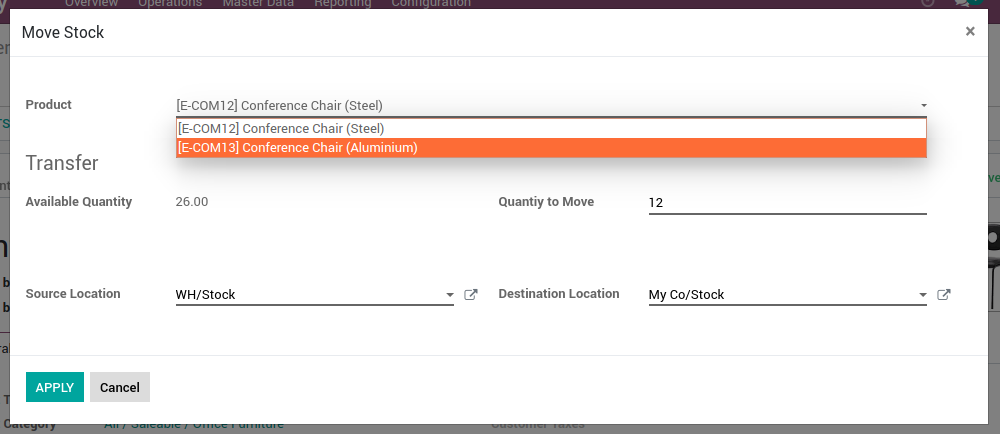 Overview Operations Master Data Reporting Configuration
Move Stock ×
Product [E-COM12] Conference Chair (Steel)
[E-COM12] Conference Chair (Steel)
[E-COM13] Conference Chair (Aluminium)
Transfer
Available Quantity 26.00 Quantiy to Move 12
Source Location WH/Stock Destination Location My Co/Stock
APPLY Cancel
Category All / Saleable / Office Furniture Customer Taxes